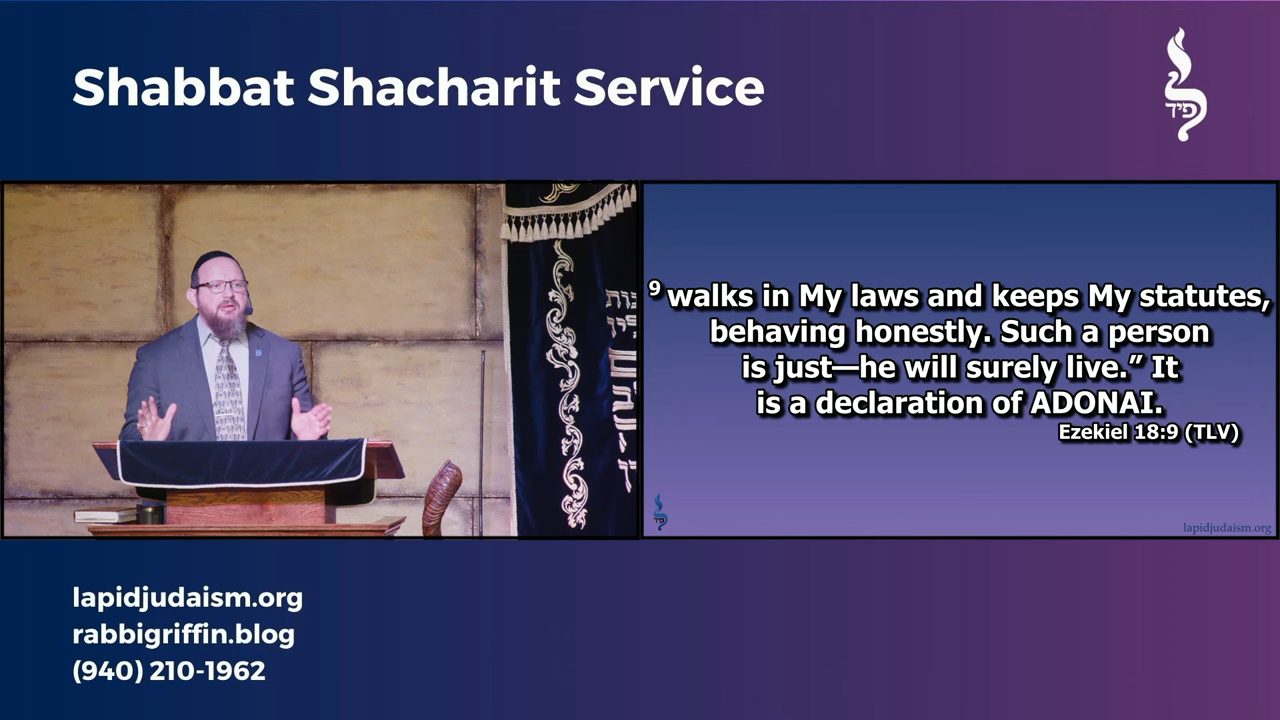 Shabbat Shacharit Service
פיד
9 walks in My laws and keeps My statutes,
behaving honestly. Such a person
is just—he will surely live.” It
is a declaration of ADONAI.
Ezekiel 18:9 (TLV)
פיד
lapidjudaism.org
lapidjudaism.org
rabbigriffin.blog
(940) 210-1962